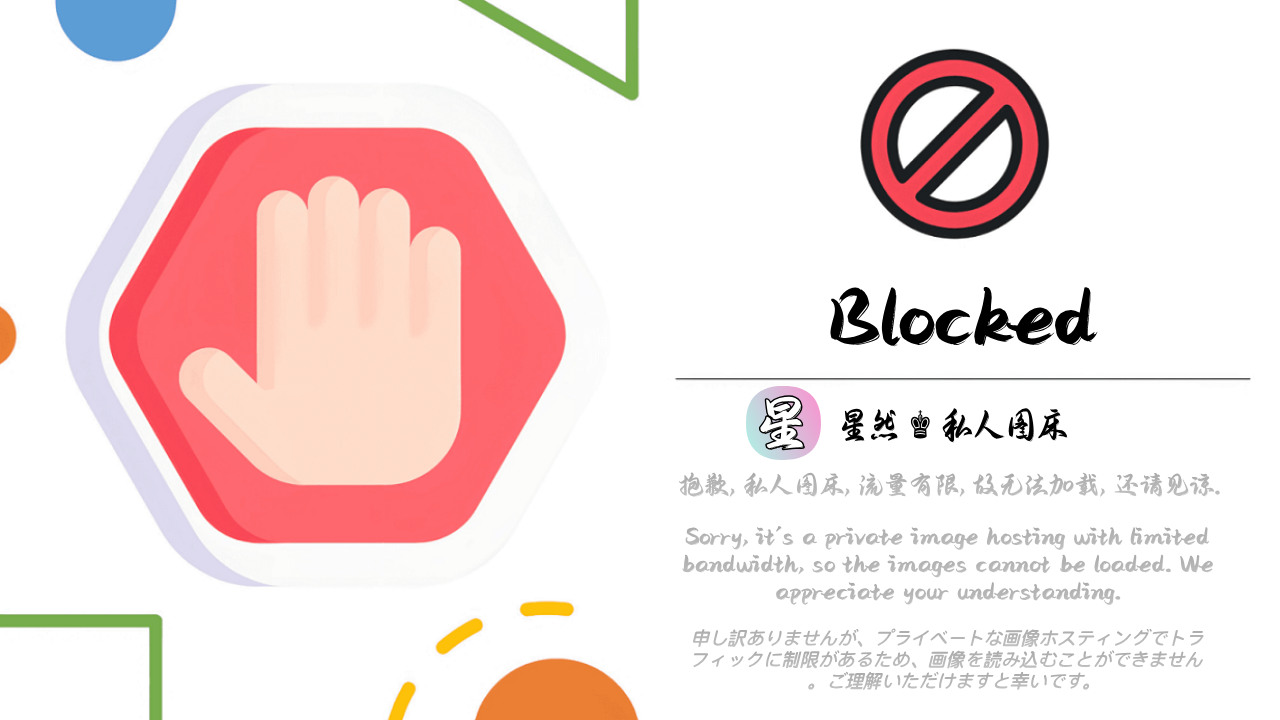 Blocked
星
星然♚私人图床
抱歉, 私人图床, 流量有限, 故无法加载, 还请见谅.
Sorry, it's a private image hosting with limited
bandwidth, so the images cannot be loaded. We
appreciate your understanding.
申し訳ありませんが、プライベートな画像ホスティングでトラ
フィックに制限があるため、画像を読み込むことができません
。ご理解いただけますと幸いです。